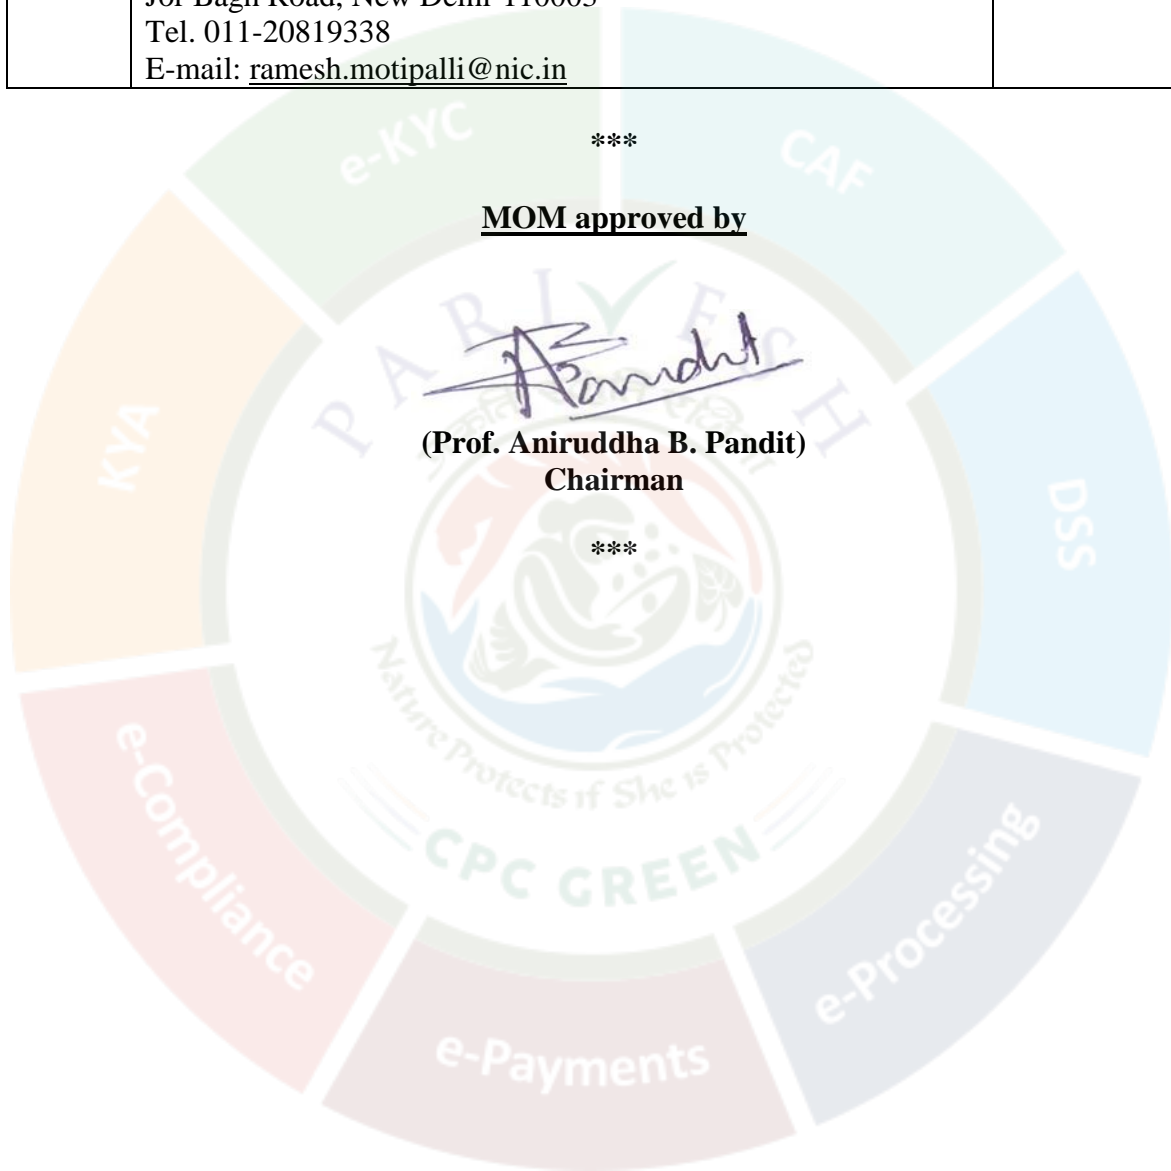 Jor Bagh Road, New Delhi-110003
Tel. 011-20819338
E-mail: ramesh.motipalli@nic.in
***
MOM approved by
Pandit
(Prof. Aniruddha B. Pandit)
Chairman
***
PARIVESH
e-KYC
CAF
DSS
e-Processing
e-Payments
e-Compliance
KYA
Nature Protects if She is Protected
CPC GREEN